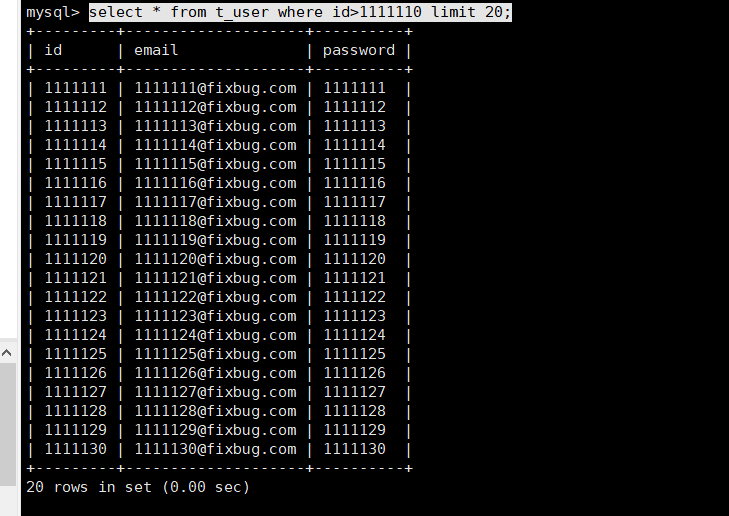 mysql> select * from t_user where id>1111110 limit 20;
+---------+--------------------+----------+
| id      | email              | password |
+---------+--------------------+----------+
| 1111111 | 1111111@fixbug.com | 1111111  |
| 1111112 | 1111112@fixbug.com | 1111112  |
| 1111113 | 1111113@fixbug.com | 1111113  |
| 1111114 | 1111114@fixbug.com | 1111114  |
| 1111115 | 1111115@fixbug.com | 1111115  |
| 1111116 | 1111116@fixbug.com | 1111116  |
| 1111117 | 1111117@fixbug.com | 1111117  |
| 1111118 | 1111118@fixbug.com | 1111118  |
| 1111119 | 1111119@fixbug.com | 1111119  |
| 1111120 | 1111120@fixbug.com | 1111120  |
| 1111121 | 1111121@fixbug.com | 1111121  |
| 1111122 | 1111122@fixbug.com | 1111122  |
| 1111123 | 1111123@fixbug.com | 1111123  |
| 1111124 | 1111124@fixbug.com | 1111124  |
| 1111125 | 1111125@fixbug.com | 1111125  |
| 1111126 | 1111126@fixbug.com | 1111126  |
| 1111127 | 1111127@fixbug.com | 1111127  |
| 1111128 | 1111128@fixbug.com | 1111128  |
| 1111129 | 1111129@fixbug.com | 1111129  |
| 1111130 | 1111130@fixbug.com | 1111130  |
+---------+--------------------+----------+
20 rows in set (0.00 sec)